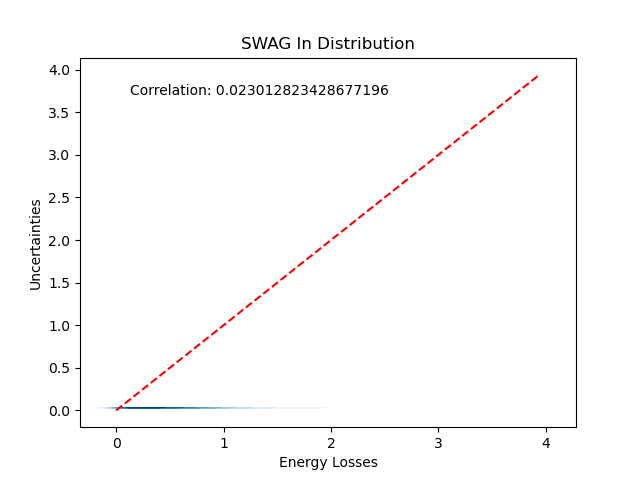 SWAG In Distribution
Correlation: 0.023012823428677196
Uncertainties
4.0
3.5
3.0
2.5
2.0
1.5
1.0
0.5
0.0
0 1 2 3 4
Energy Losses